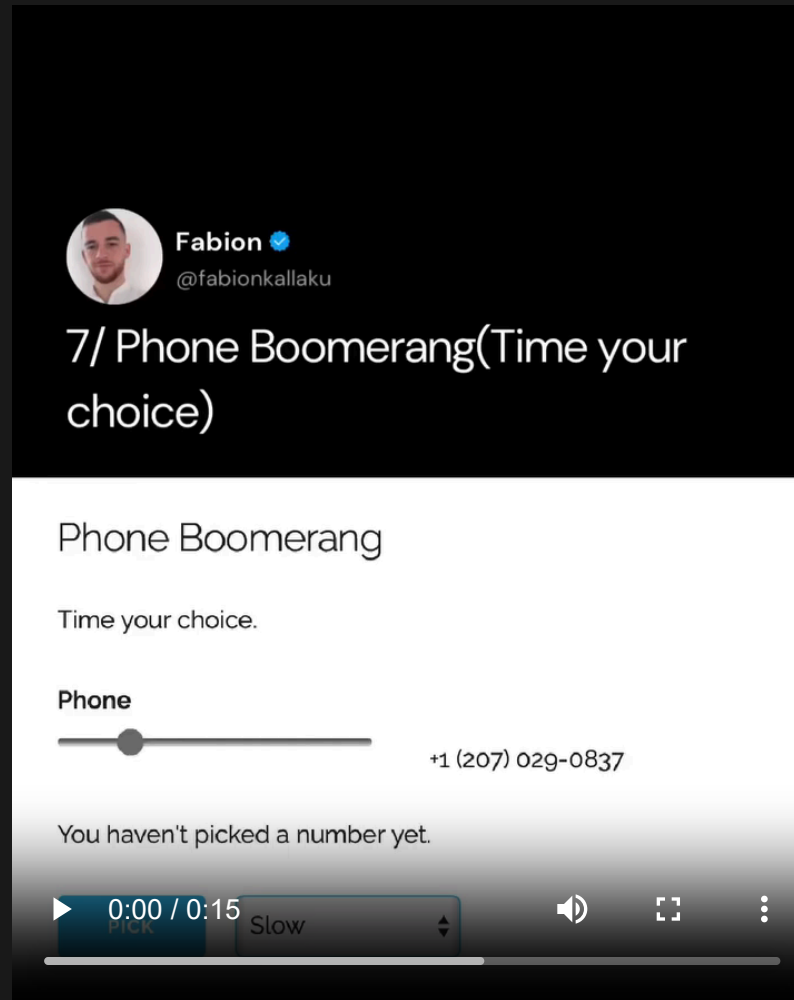 Fabion
@fabionkallaku
7/ Phone Boomerang(Time your
choice)
Phone Boomerang
Time your choice.
Phone
+1 (207) 029-0837
You haven't picked a number yet.
PICK
Slow
0:00 / 0:15